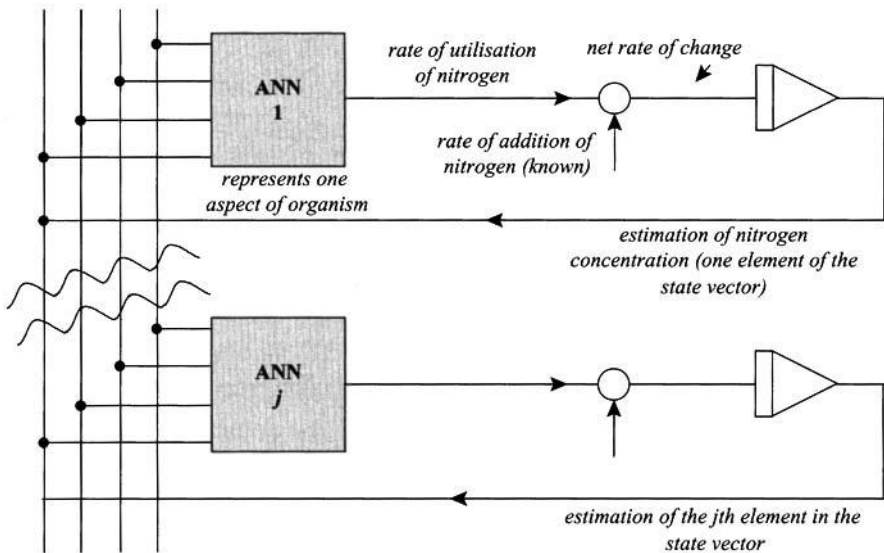 ANN
1
rate of utilisation
of nitrogen
net rate of change
rate of addition of
nitrogen (known)
represents one
aspect of organism
estimation of nitrogen
concentration (one element of the
state vector)
ANN
j
estimation of the jth element in the
state vector